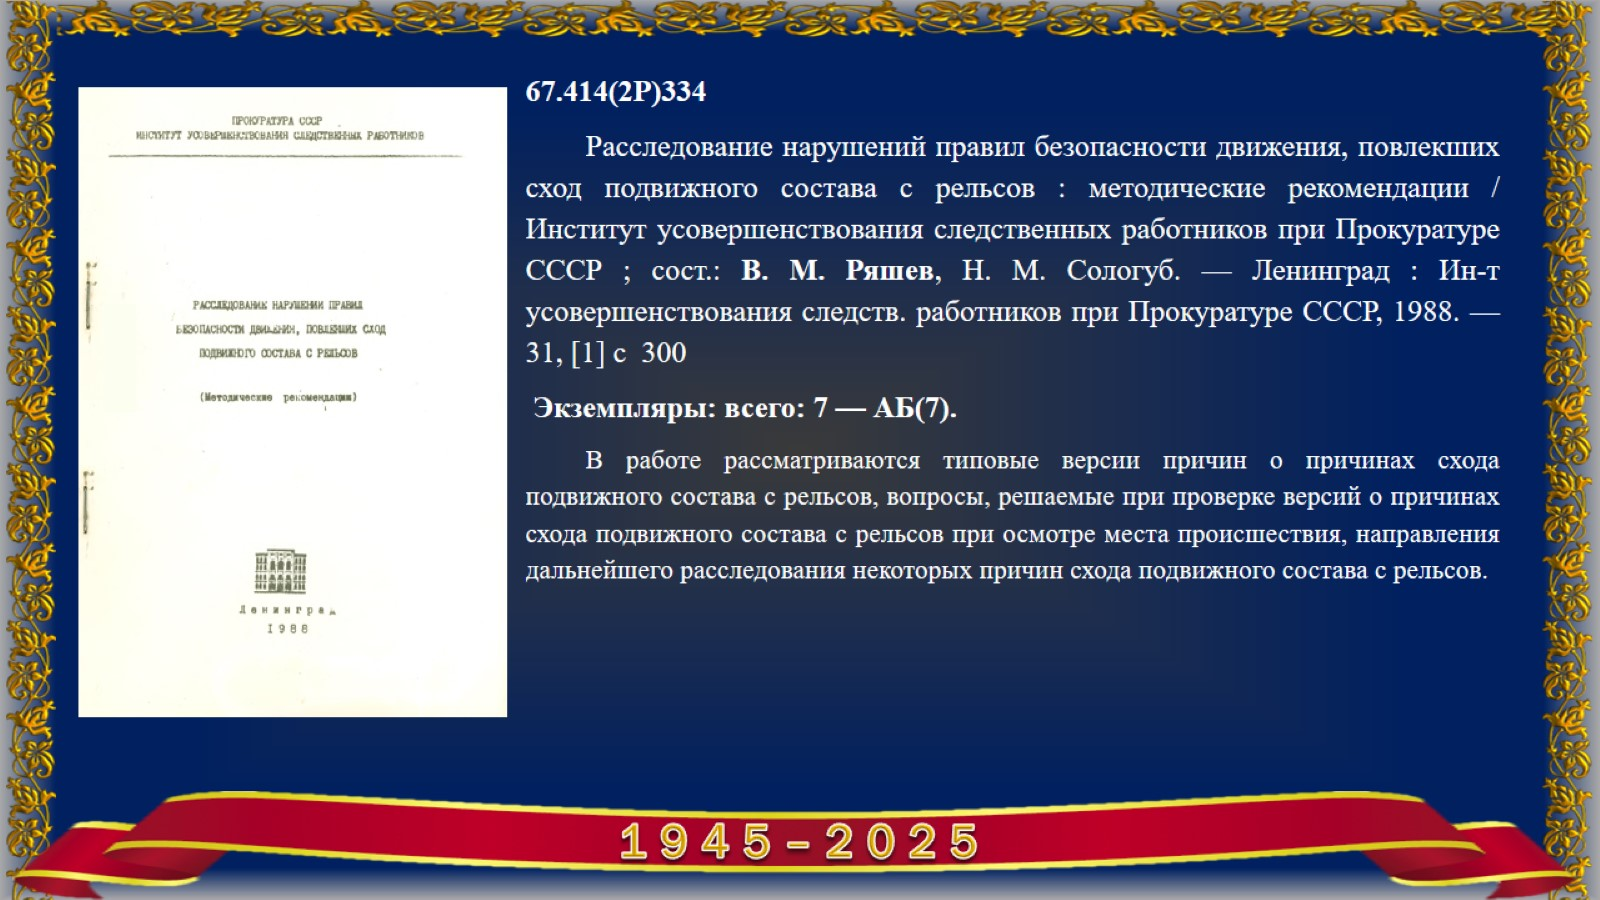 ПРОКУРАТУРА СССР
ИНСТИТУТ УСОВЕРШЕНСТВОВАНИЯ СЛЕДСТВЕННЫХ РАБОТНИКОВ
РАССЛЕДОВАНИЕ НАРУШЕНИЙ ПРАВИЛ
БЕЗОПАСНОСТИ ДВИЖЕНИЯ, ПОВЛЕКШИХ СХОД
ПОДВИЖНОГО СОСТАВА С РЕЛЬСОВ
(Методические рекомендации)
Ленинград
1988
67.414(2Р)334
Расследование нарушений правил безопасности движения, повлекших
сход подвижного состава с рельсов : методические рекомендации /
Институт усовершенствования следственных работников при Прокуратуре
СССР ; сост.: В. М. Ряшев, Н. М. Сологуб. — Ленинград : Ин-т
усовершенствования следств. работников при Прокуратуре СССР, 1988. —
31, [1] с 300
Экземпляры: всего: 7 — АБ(7).
В работе рассматриваются типовые версии причин о причинах схода
подвижного состава с рельсов, вопросы, решаемые при проверке версий о причинах
схода подвижного состава с рельсов при осмотре места происшествия, направления
дальнейшего расследования некоторых причин схода подвижного состава с рельсов.
1945–2025